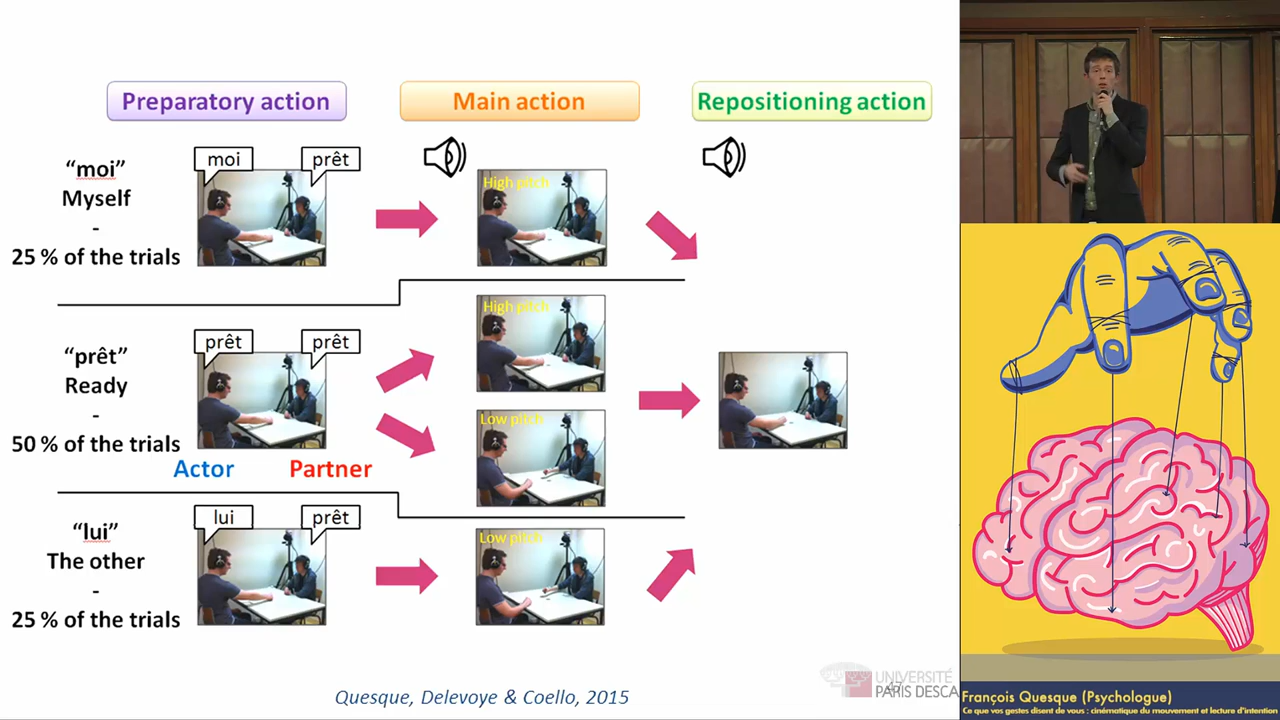 Preparatory action
Main action
Repositioning action
“moi”
Myself
-
25 % of the trials
moi
prêt
High pitch
“prêt”
Ready
-
50 % of the trials
prêt
prêt
Actor
Partner
High pitch
Low pitch
“lui”
The other
-
25 % of the trials
lui
prêt
Low pitch
Quesque, Delevoye & Coello, 2015
UNIVERSITÉ
PARIS DESCA
François Quesque (Psychologue)
Ce que vos gestes disent de vous : cinématique du mouvement et lecture d'intention